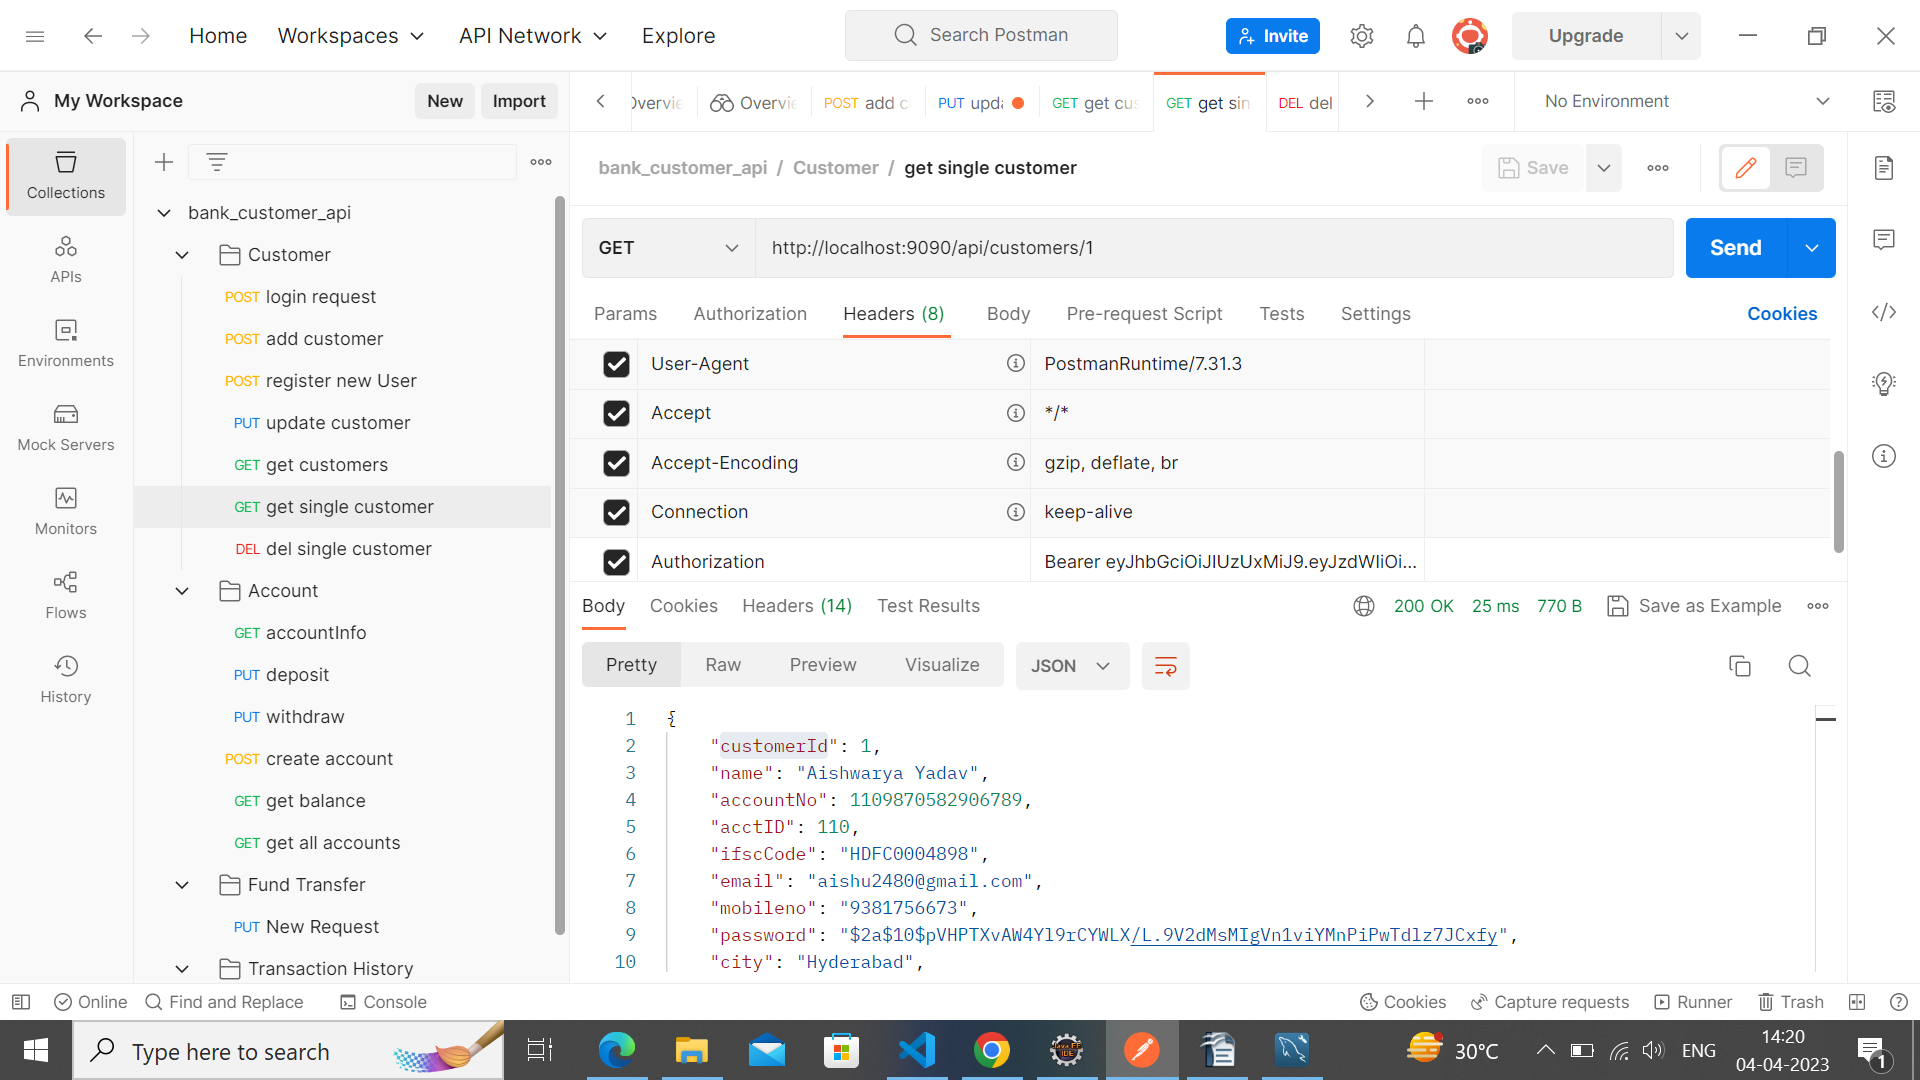 Home
Workspaces
API Network
Explore
Search Postman
Invite
Upgrade
My Workspace
New
Import
Overvie
Overvie
POST add c
PUT upda
GET get cus
GET get sin
DEL del
No Environment
Collections
APIs
Environments
Mock Servers
Monitors
Flows
History
bank_customer_api
Customer
POST login request
POST add customer
POST register new User
PUT update customer
GET get customers
GET get single customer
DEL del single customer
Account
GET accountInfo
PUT deposit
PUT withdraw
POST create account
GET get balance
GET get all accounts
Fund Transfer
PUT New Request
Transaction History
bank_customer_api / Customer / get single customer
Save
GET
http://localhost:9090/api/customers/1
Send
Params
Authorization
Headers (8)
Body
Pre-request Script
Tests
Settings
Cookies
User-Agent
PostmanRuntime/7.31.3
Accept
*/*
Accept-Encoding
gzip, deflate, br
Connection
keep-alive
Authorization
Bearer eyJhbGciOiJIUzUxMiJ9.eyJzdWIiOi...
Body
Cookies
Headers (14)
Test Results
200 OK
25 ms
770 B
Save as Example
Pretty
Raw
Preview
Visualize
JSON
1 {
2 "customerId": 1,
3 "name": "Aishwarya Yadav",
4 "accountNo": 1109870582906789,
5 "acctID": 110,
6 "ifscCode": "HDFC0004898",
7 "email": "aishu2480@gmail.com",
8 "mobileno": "9381756673",
9 "password": "$2a$10$pVHPTXvAW4Yl9rCYWLX/L.9V2dMsMIgVn1viYMnPiPwTdlz7JCxfy",
10 "city": "Hyderabad",
Online
Find and Replace
Console
Cookies
Capture requests
Runner
Trash
Type here to search
Java EE
IDE
30°C
ENG
14:20
04-04-2023
1